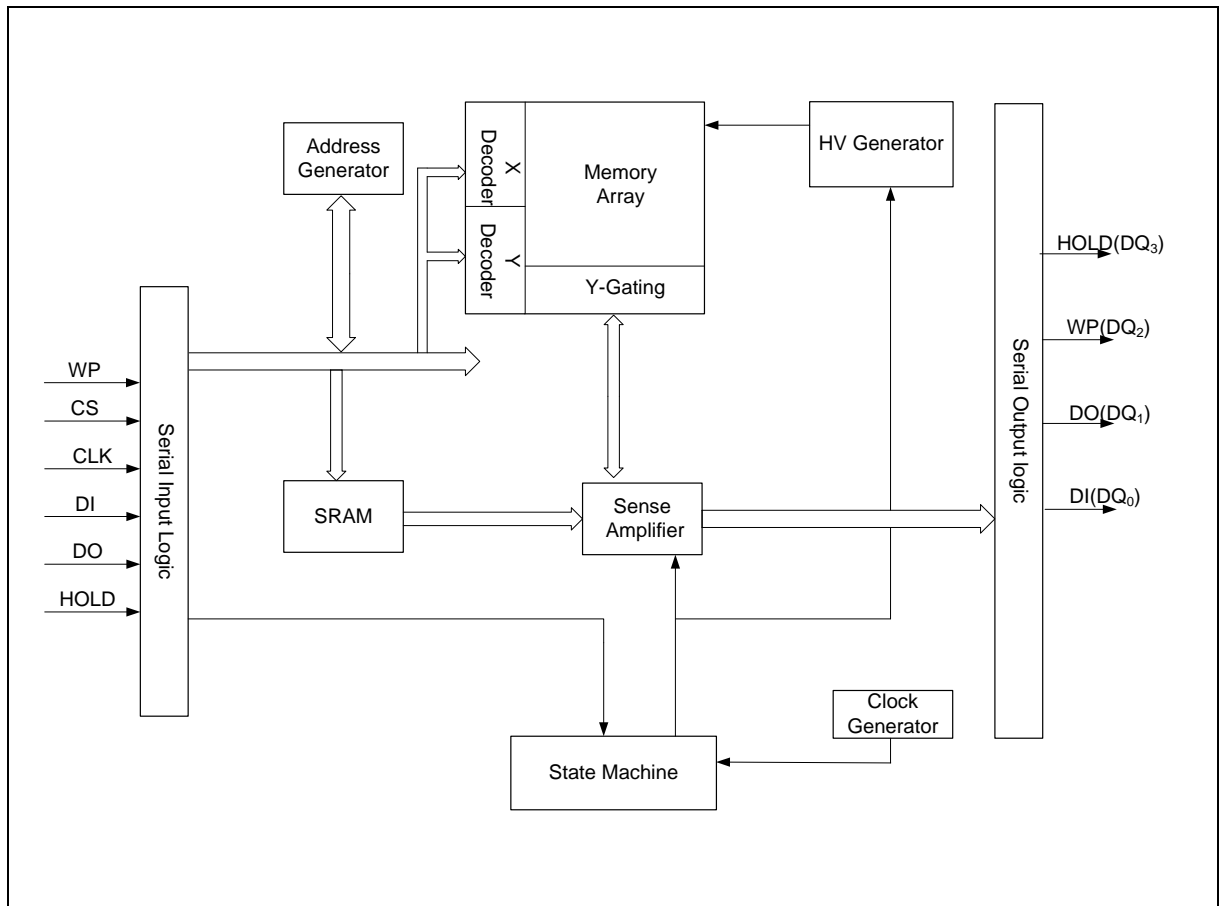 Address
Generator
X
Decoder
Y
Decoder
Memory
Array
Y-Gating
HV Generator
WP
CS
CLK
DI
DO
HOLD
Serial Input Logic
SRAM
Sense
Amplifier
Serial Output logic
HOLD(DQ₃)
WP(DQ₂)
DO(DQ₁)
DI(DQ₀)
State Machine
Clock
Generator